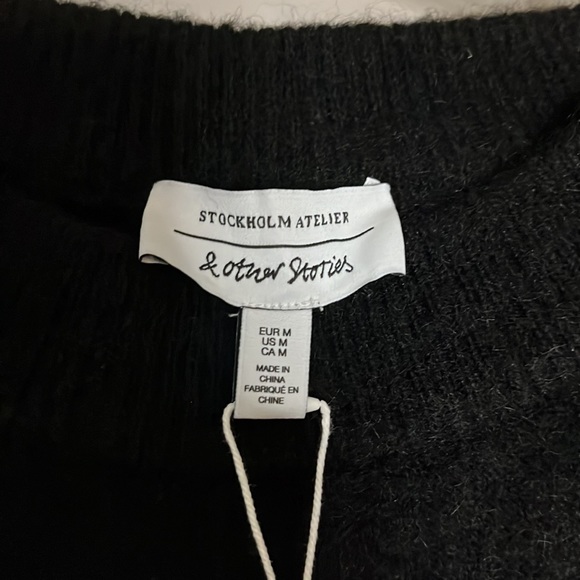 STOCKHOLM ATELIER
& other Stories
EUR M
US M
CA M
MADE IN
CHINA
FABRIQUÉ EN
CHINE